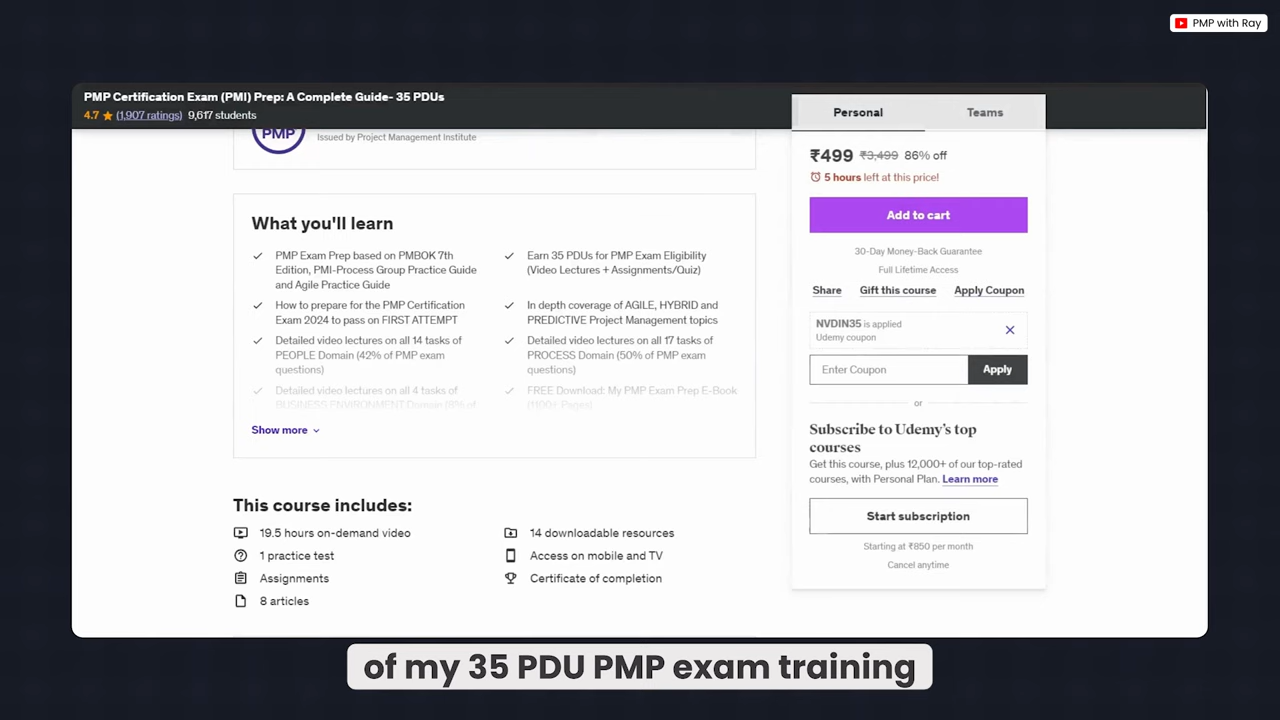 PMP with Ray
PMP Certification Exam (PMI) Prep: A Complete Guide- 35 PDUs
4.7 ★ (1,907 ratings) 9,617 students
PMP
Issued by Project Management Institute
What you'll learn
PMP Exam Prep based on PMBOK 7th
Edition, PMI-Process Group Practice Guide
and Agile Practice Guide
How to prepare for the PMP Certification
Exam 2024 to pass on FIRST ATTEMPT
Detailed video lectures on all 14 tasks of
PEOPLE Domain (42% of PMP exam
questions)
Detailed video lectures on all 4 tasks of
BUSINESS ENVIRONMENT Domain (8% of
Earn 35 PDUs for PMP Exam Eligibility
(Video Lectures + Assignments/Quiz)
In depth coverage of AGILE, HYBRID and
PREDICTIVE Project Management topics
Detailed video lectures on all 17 tasks of
PROCESS Domain (50% of PMP exam
questions)
FREE Download: My PMP Exam Prep E-Book
(1100+ Pages)
Show more
This course includes:
19.5 hours on-demand video
1 practice test
Assignments
8 articles
14 downloadable resources
Access on mobile and TV
Certificate of completion
Personal
Teams
₹499 ₹3,499 86% off
5 hours left at this price!
Add to cart
30-Day Money-Back Guarantee
Full Lifetime Access
Share Gift this course Apply Coupon
NVDIN35 is applied
Udemy coupon
Enter Coupon
Apply
or
Subscribe to Udemy's top
courses
Get this course, plus 12,000+ of our top-rated
courses, with Personal Plan. Learn more
Start subscription
Starting at ₹850 per month
Cancel anytime
of my 35 PDU PMP exam training